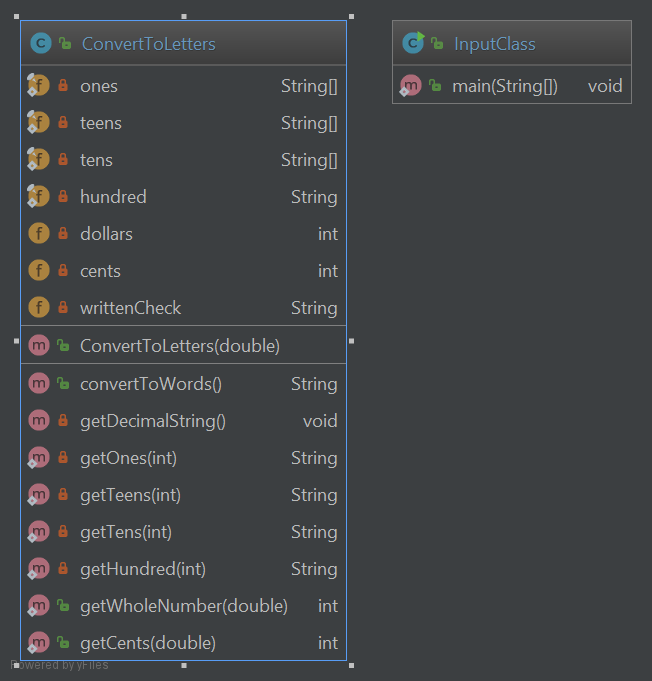 ConvertToLetters
ones String[]
teens String[]
tens String[]
hundred String
dollars int
cents int
writtenCheck String
ConvertToLetters(double)
convertToWords() String
getDecimalString() void
getOnes(int) String
getTeens(int) String
getTens(int) String
getHundred(int) String
getWholeNumber(double) int
getCents(double) int
Powered by yFiles
InputClass
main(String[]) void